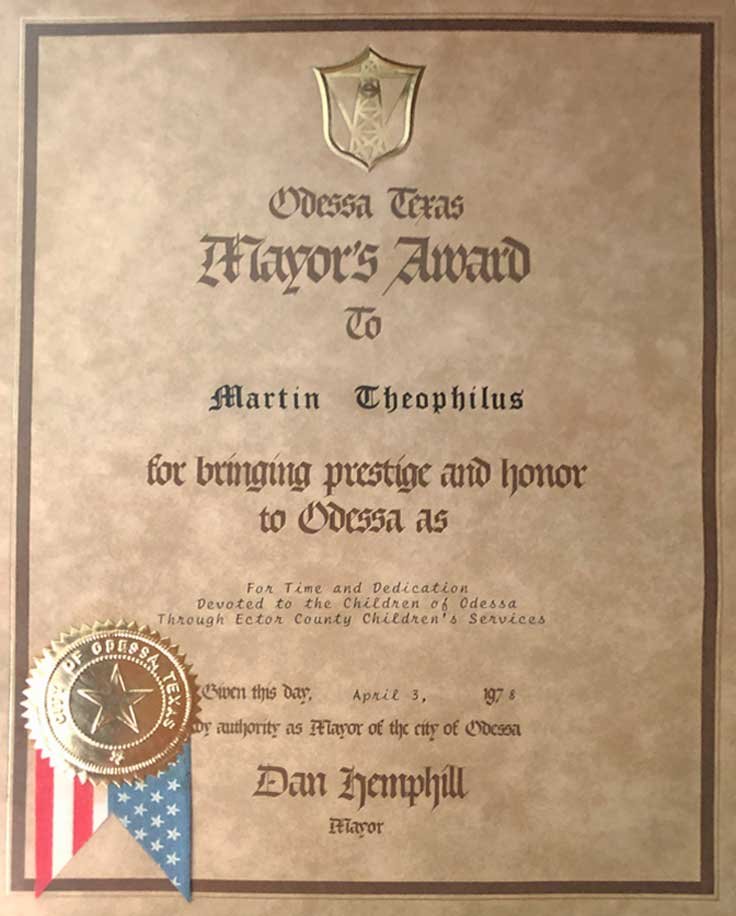 Odessa Texas
Mayor's Award
To
Martin Theophilus
for bringing prestige and honor
to Odessa as
For Time and Dedication
Devoted to the Children of Odessa
Through Ector County Children's Services
Given this day, April 3, 1978
by authority as Mayor of the city of Odessa
Dan Hemphill
Mayor
CITY OF ODESSA, TEXAS